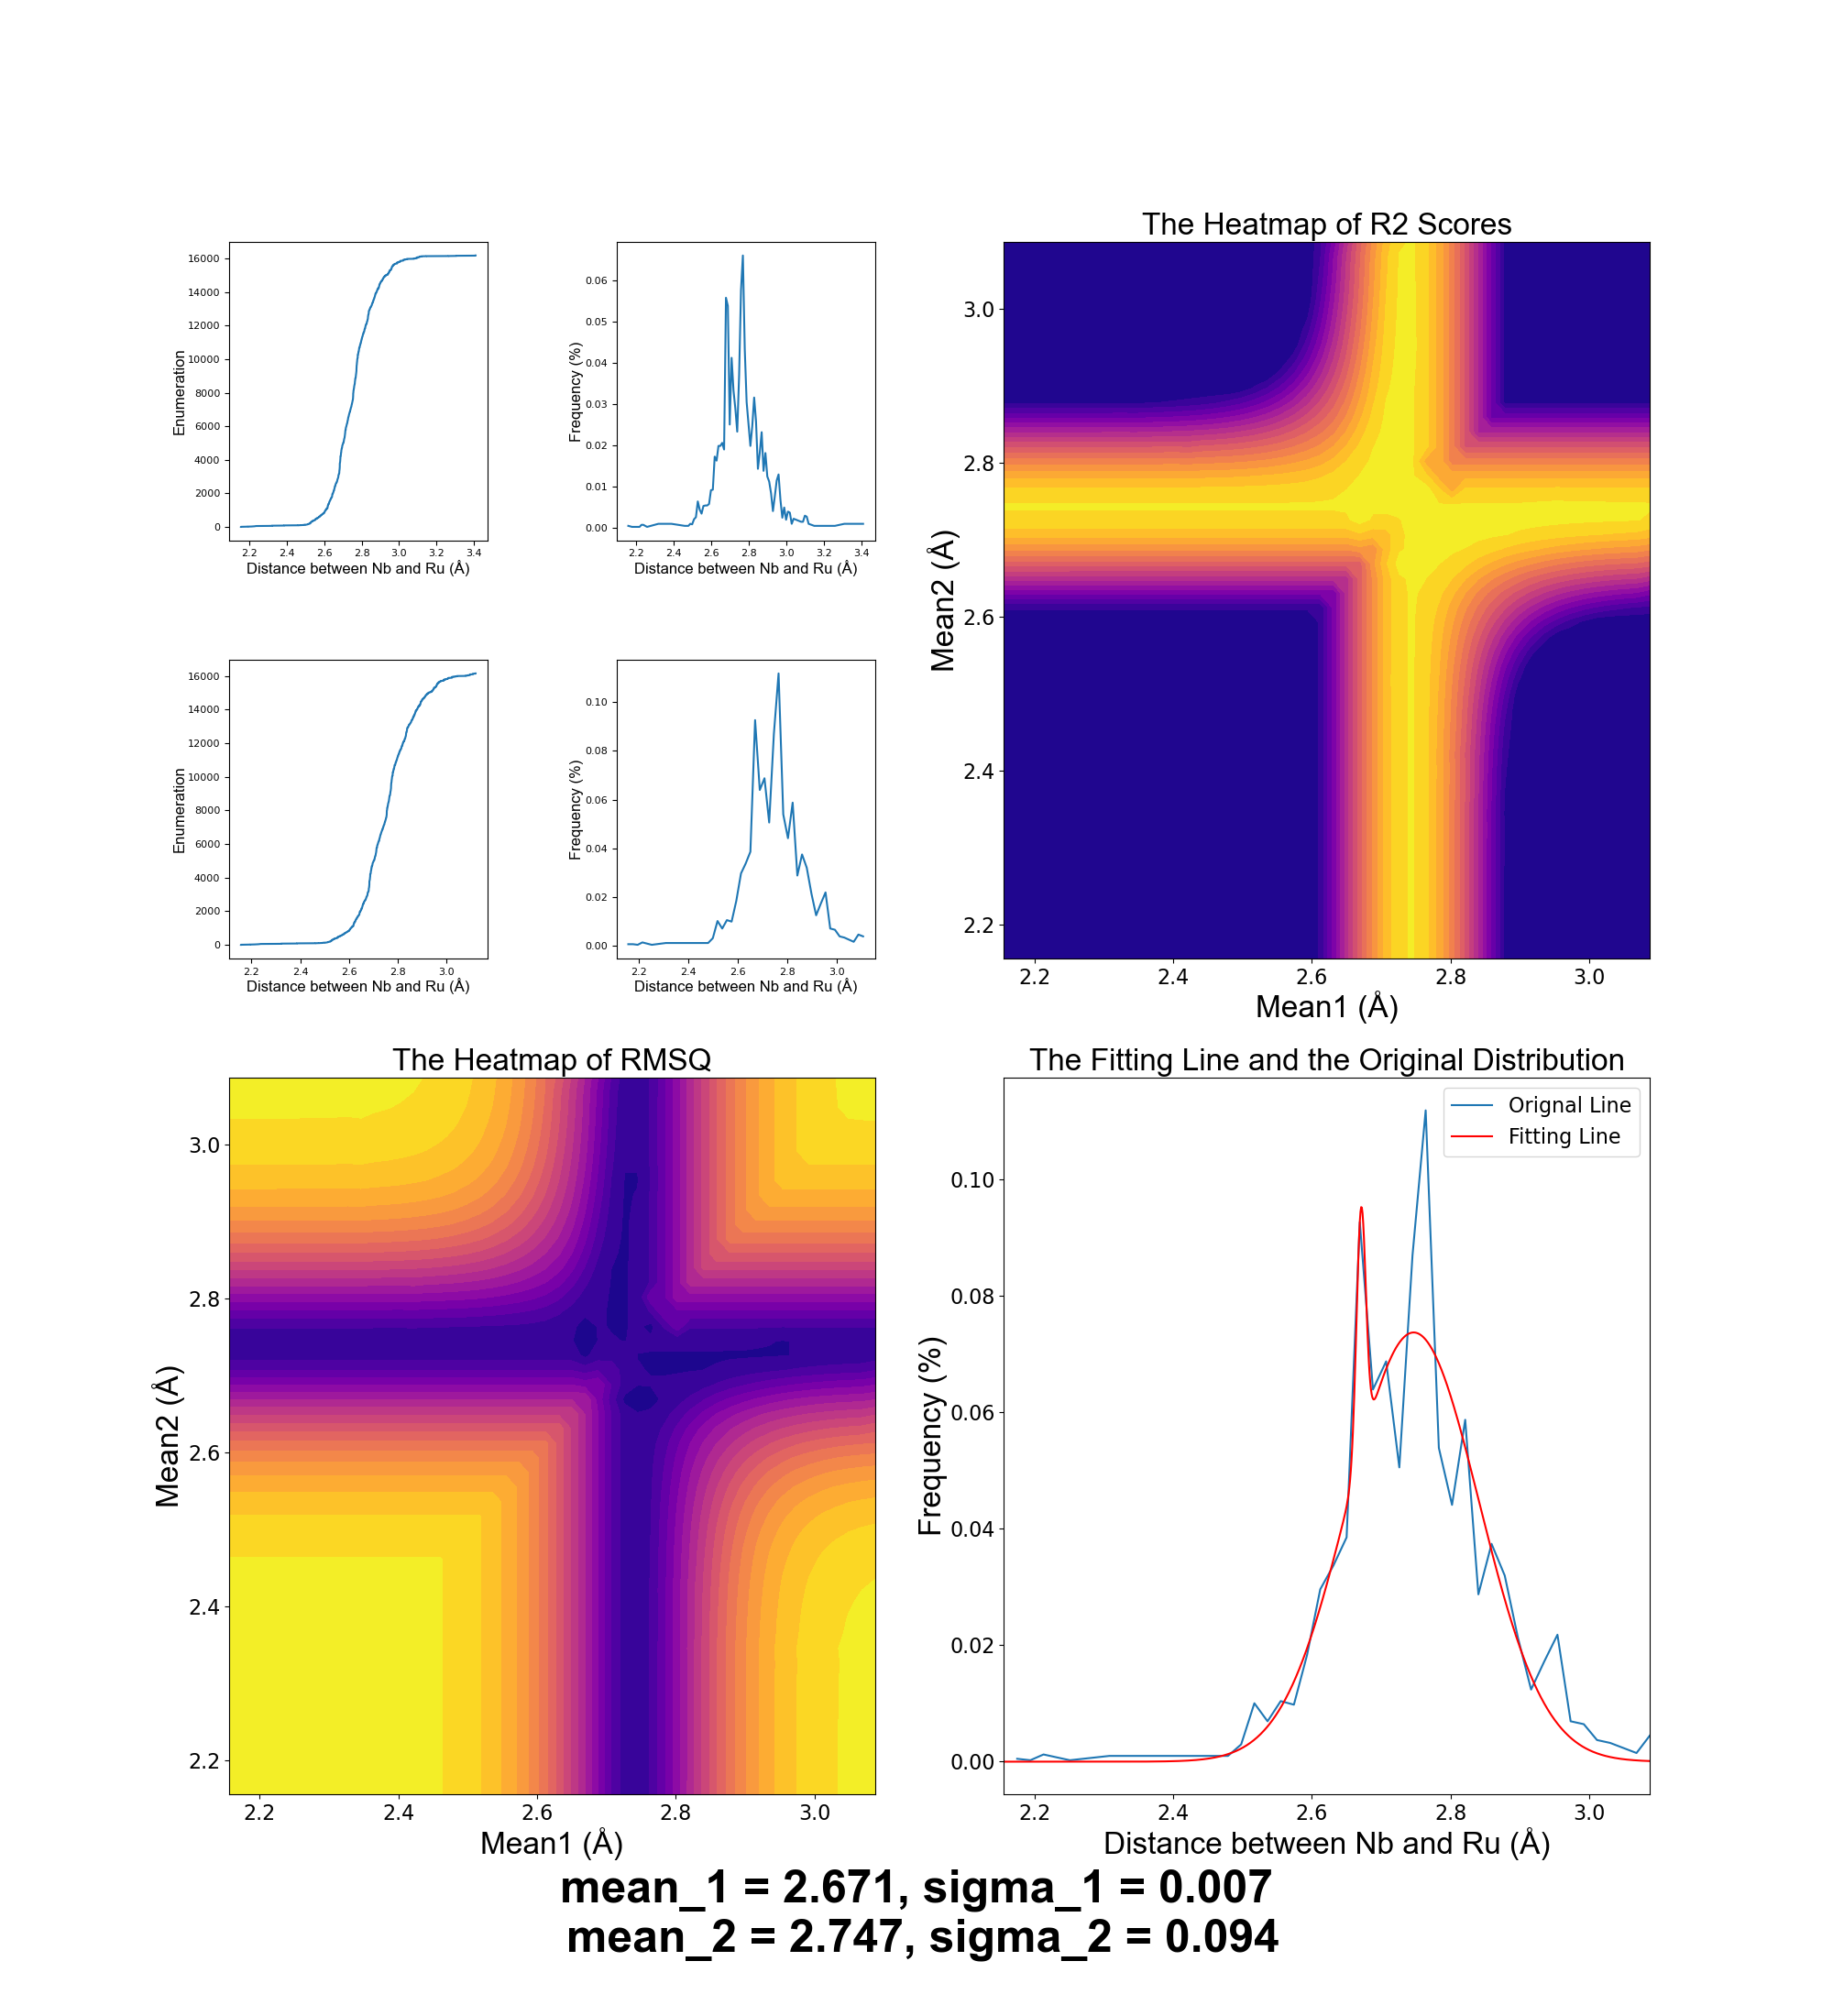 The Heatmap of R2 Scores
16000
14000
12000
10000
8000
6000
4000
2000
0
Enumeration
2.2 2.4 2.6 2.8 3.0 3.2 3.4
Distance between Nb and Ru (Å)
0.06
0.05
0.04
0.03
0.02
0.01
0.00
Frequency (%)
2.2 2.4 2.6 2.8 3.0 3.2 3.4
Distance between Nb and Ru (Å)
16000
14000
12000
10000
8000
6000
4000
2000
0
Enumeration
2.2 2.4 2.6 2.8 3.0
Distance between Nb and Ru (Å)
0.10
0.08
0.06
0.04
0.02
0.00
Frequency (%)
2.2 2.4 2.6 2.8 3.0
Distance between Nb and Ru (Å)
3.0
2.8
2.6
2.4
2.2
Mean2 (Å)
2.2 2.4 2.6 2.8 3.0
Mean1 (Å)
The Heatmap of RMSQ
3.0
2.8
2.6
2.4
2.2
Mean2 (Å)
2.2 2.4 2.6 2.8 3.0
Mean1 (Å)
The Fitting Line and the Original Distribution
Orignal Line
Fitting Line
0.10
0.08
0.06
0.04
0.02
0.00
Frequency (%)
2.2 2.4 2.6 2.8 3.0
Distance between Nb and Ru (Å)
mean_1 = 2.671, sigma_1 = 0.007
mean_2 = 2.747, sigma_2 = 0.094